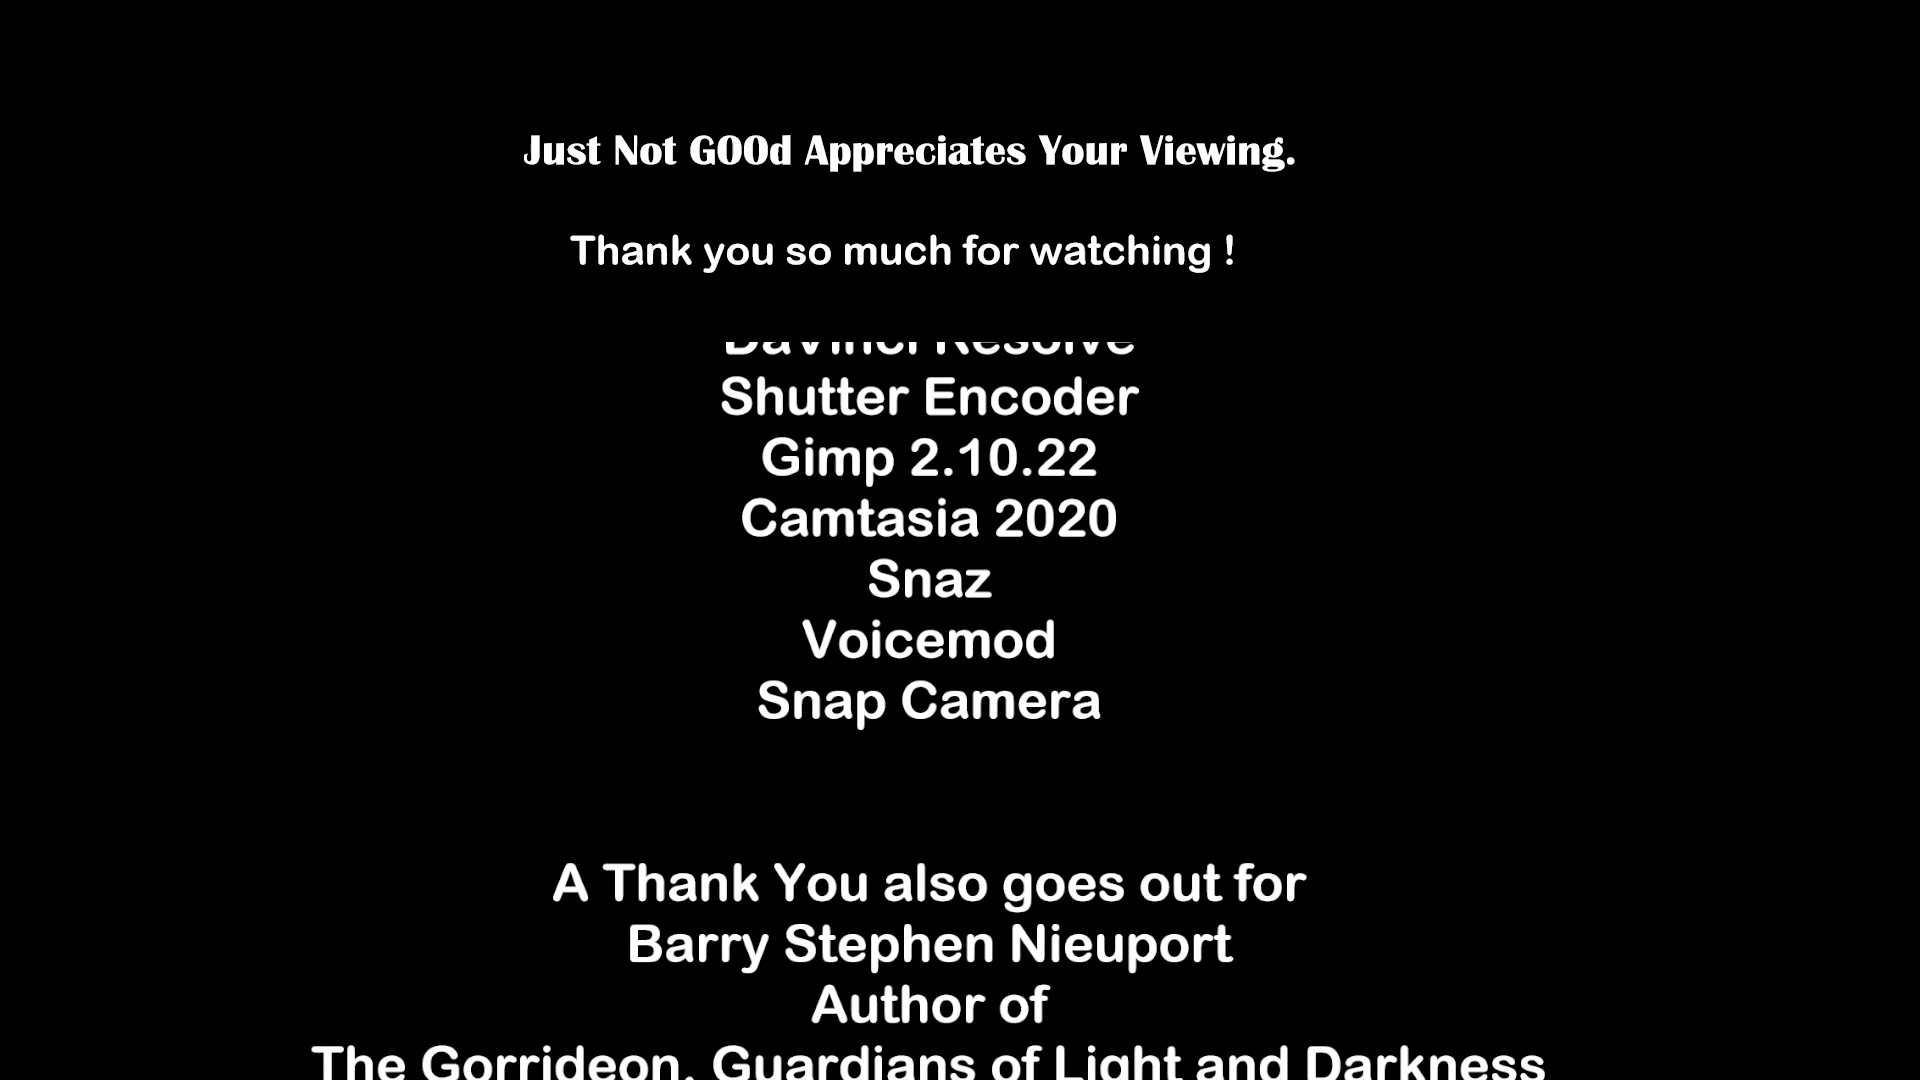 Just Not GOOd Appreciates Your Viewing.
Thank you so much for watching !
DaVinci Resolve
Shutter Encoder
Gimp 2.10.22
Camtasia 2020
Snaz
Voicemod
Snap Camera
A Thank You also goes out for
Barry Stephen Nieuport
Author of
The Gorrideon, Guardians of Light and Darkness